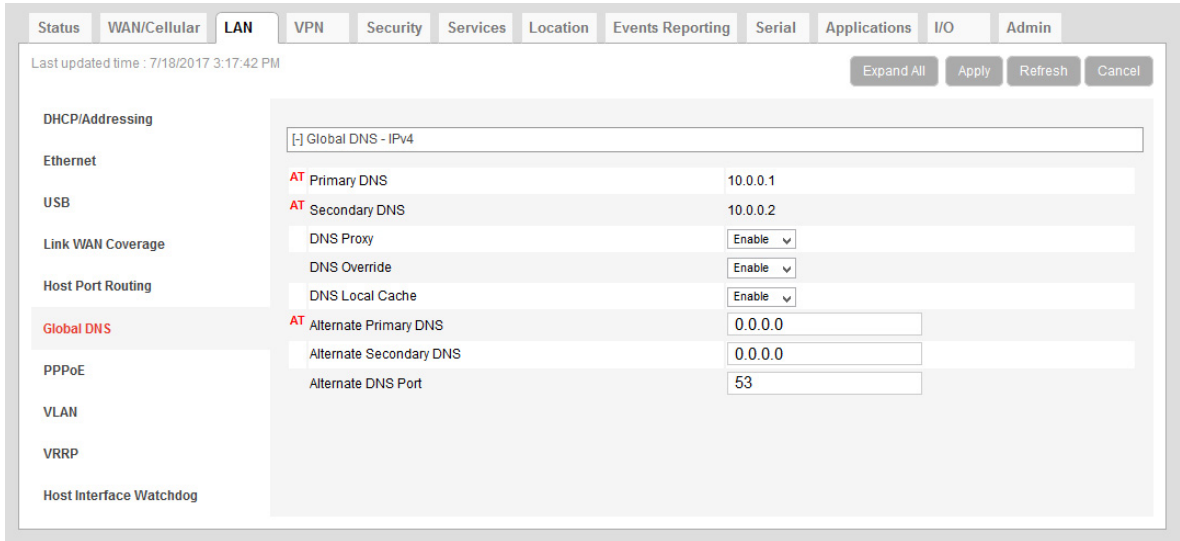 Status WAN/Cellular LAN VPN Security Services Location Events Reporting Serial Applications I/O Admin
Last updated time : 7/18/2017 3:17:42 PM
Expand All Apply Refresh Cancel
DHCP/Addressing
Ethernet
USB
Link WAN Coverage
Host Port Routing
Global DNS
PPPoE
VLAN
VRRP
Host Interface Watchdog
[-] Global DNS - IPv4
AT Primary DNS 10.0.0.1
AT Secondary DNS 10.0.0.2
DNS Proxy Enable
DNS Override Enable
DNS Local Cache Enable
AT Alternate Primary DNS 0.0.0.0
Alternate Secondary DNS 0.0.0.0
Alternate DNS Port 53